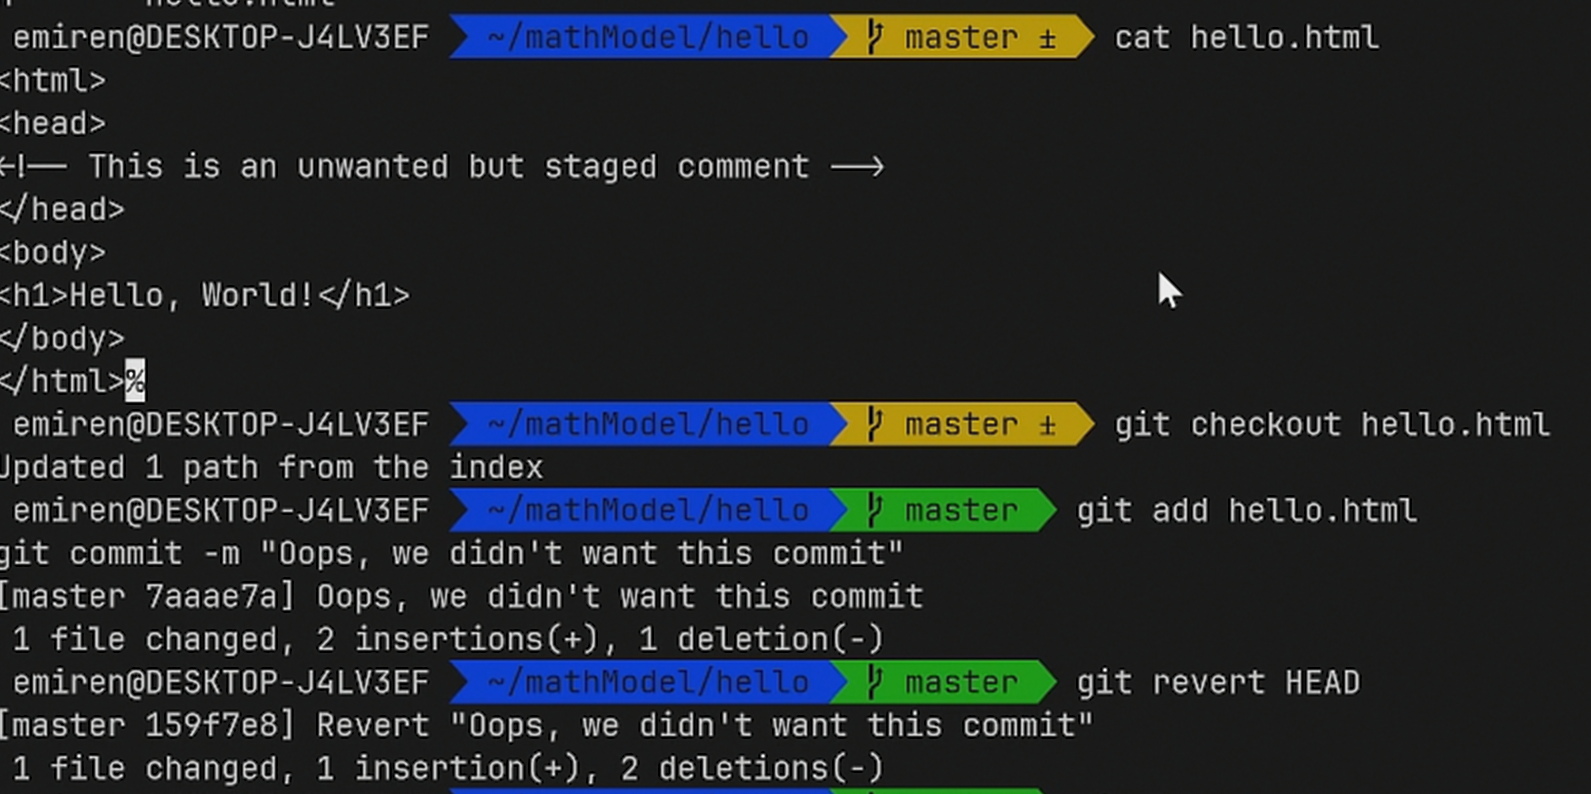 hello.html
emiren@DESKTOP-J4LV3EF ~/mathModel/hello master ± cat hello.html
<html>
<head>
<!-- This is an unwanted but staged comment -->
</head>
<body>
<h1>Hello, World!</h1>
</body>
</html>%
emiren@DESKTOP-J4LV3EF ~/mathModel/hello master ± git checkout hello.html
Updated 1 path from the index
emiren@DESKTOP-J4LV3EF ~/mathModel/hello master git add hello.html
git commit -m "Oops, we didn't want this commit"
[master 7aaae7a] Oops, we didn't want this commit
1 file changed, 2 insertions(+), 1 deletion(-)
emiren@DESKTOP-J4LV3EF ~/mathModel/hello master git revert HEAD
[master 159f7e8] Revert "Oops, we didn't want this commit"
1 file changed, 1 insertion(+), 2 deletions(-)